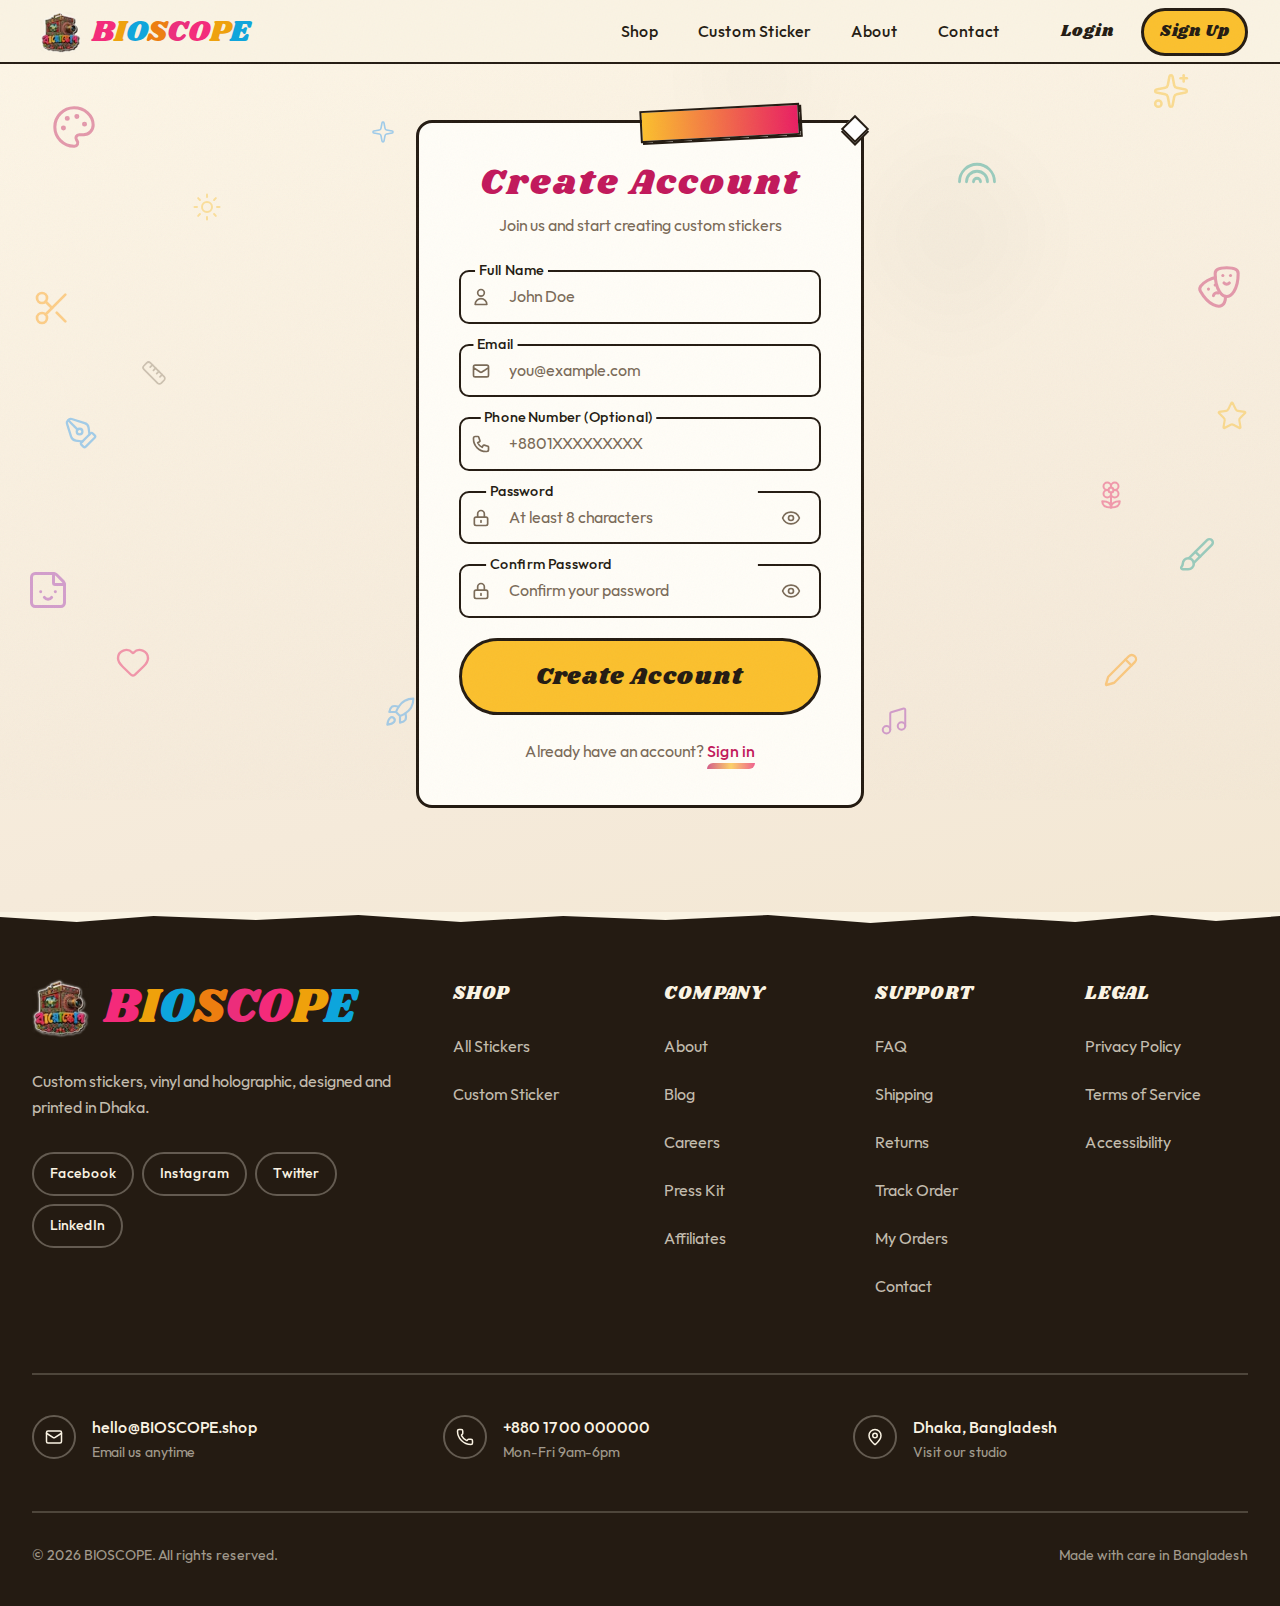 BIOSCOPE
Shop
Custom Sticker
About
Contact
Login
Sign Up
Create Account
Join us and start creating custom stickers
Full Name
John Doe
Email
you@example.com
Phone Number (Optional)
+8801XXXXXXXXX
Password
At least 8 characters
Confirm Password
Confirm your password
Create Account
Already have an account? Sign in
BIOSCOPE
Custom stickers, vinyl and holographic, designed and
printed in Dhaka.
Facebook
Instagram
Twitter
LinkedIn
SHOP
All Stickers
Custom Sticker
COMPANY
About
Blog
Careers
Press Kit
Affiliates
SUPPORT
FAQ
Shipping
Returns
Track Order
My Orders
Contact
LEGAL
Privacy Policy
Terms of Service
Accessibility
hello@BIOSCOPE.shop
Email us anytime
+880 1700 000000
Mon-Fri 9am-6pm
Dhaka, Bangladesh
Visit our studio
© 2026 BIOSCOPE. All rights reserved.
Made with care in Bangladesh